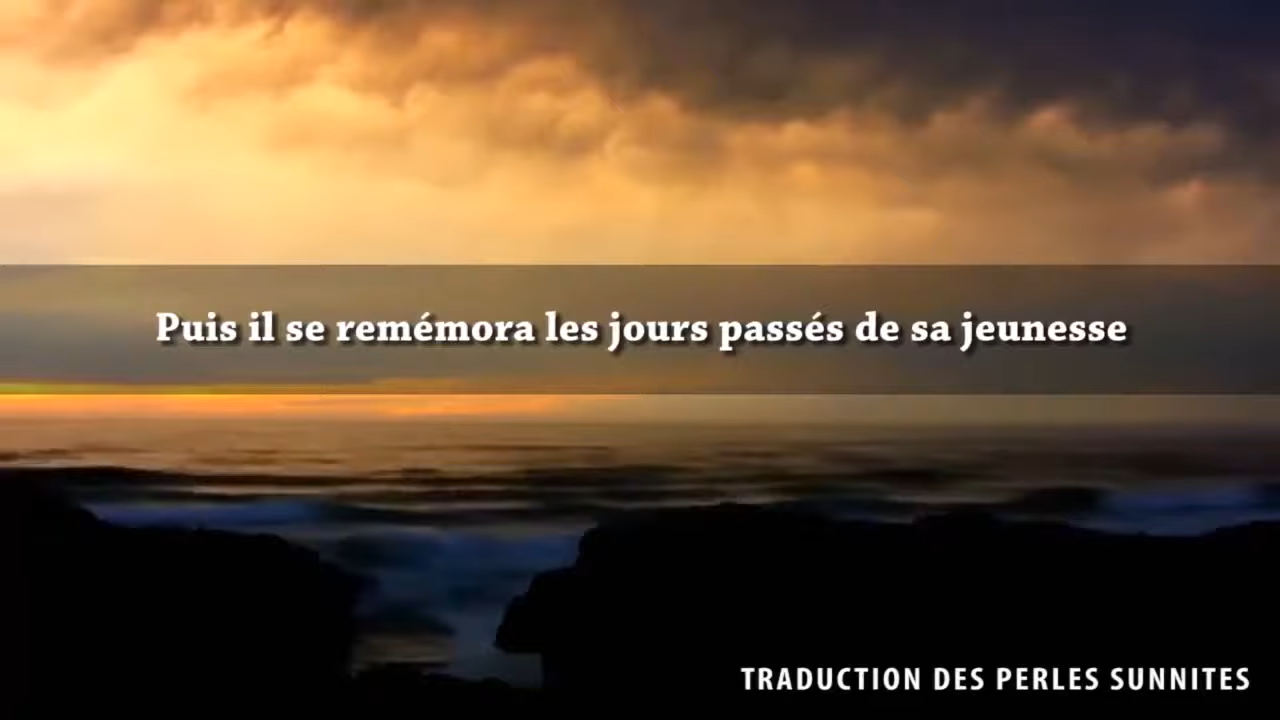 Puis il se remémora les jours passés de sa jeunesse
TRADUCTION DES PERLES SUNNITES